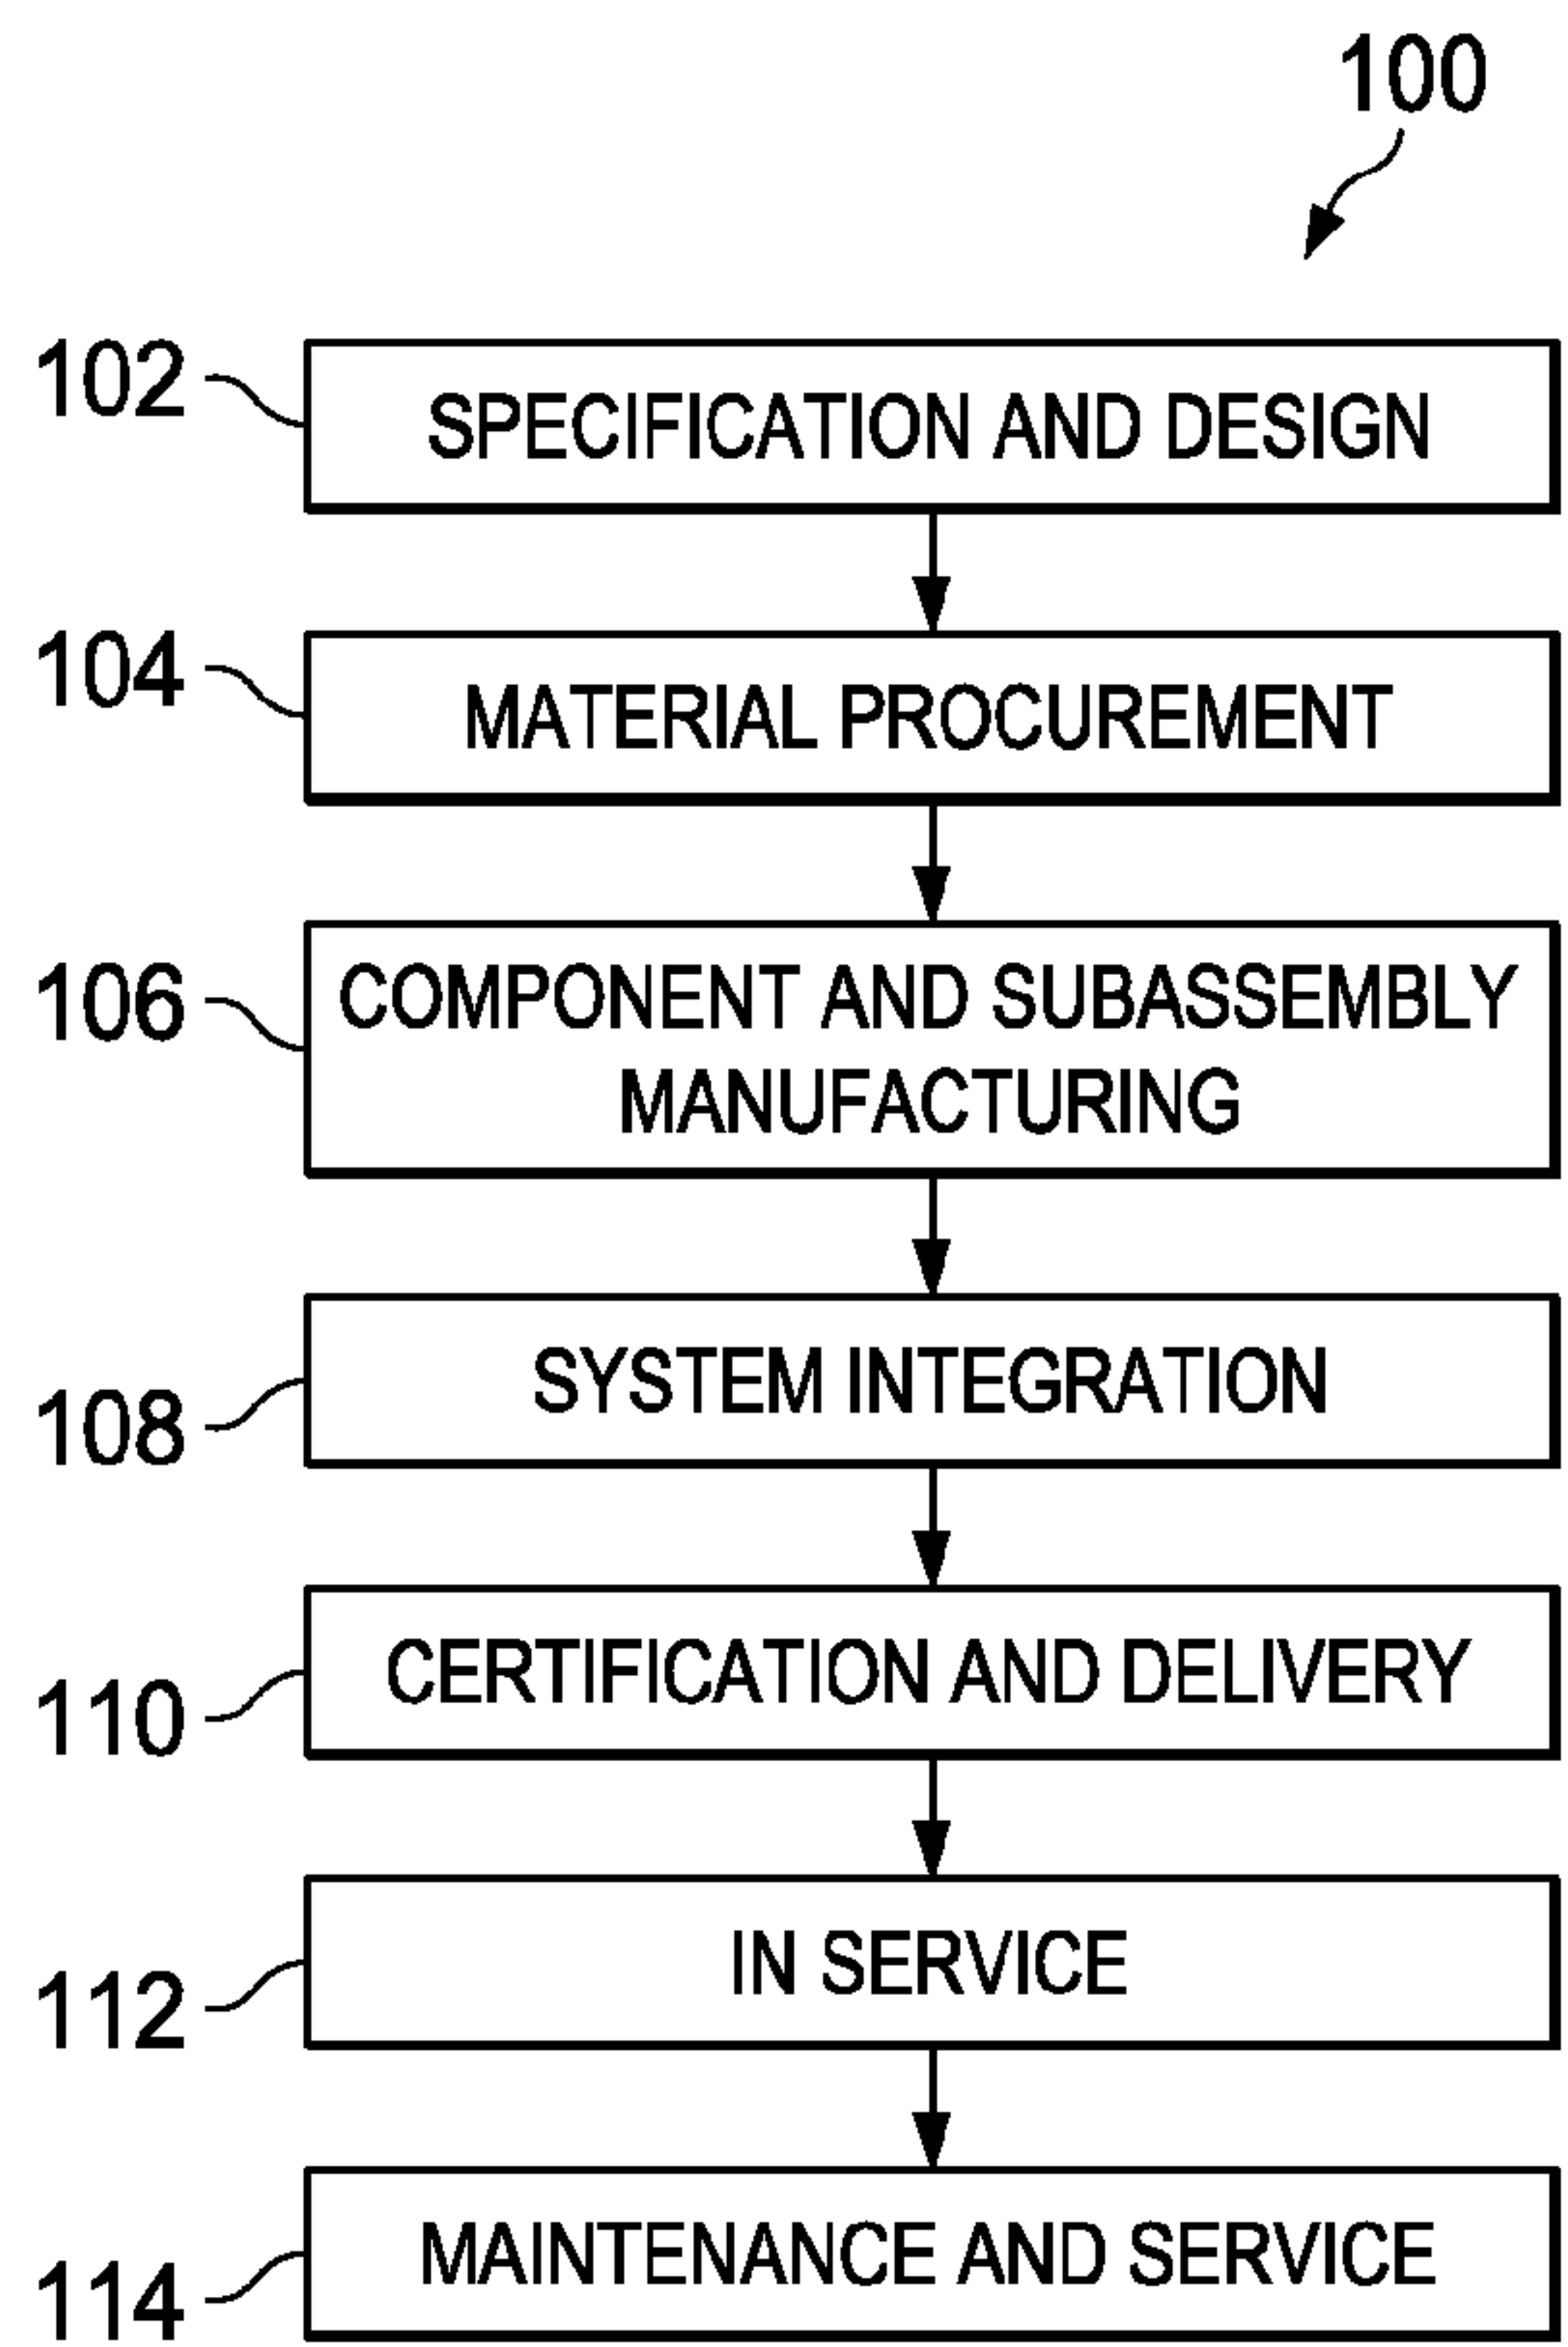 100
102
SPECIFICATION AND DESIGN
104
MATERIAL PROCUREMENT
106
COMPONENT AND SUBASSEMBLY
MANUFACTURING
108
SYSTEM INTEGRATION
110
CERTIFICATION AND DELIVERY
112
IN SERVICE
114
MAINTENANCE AND SERVICE